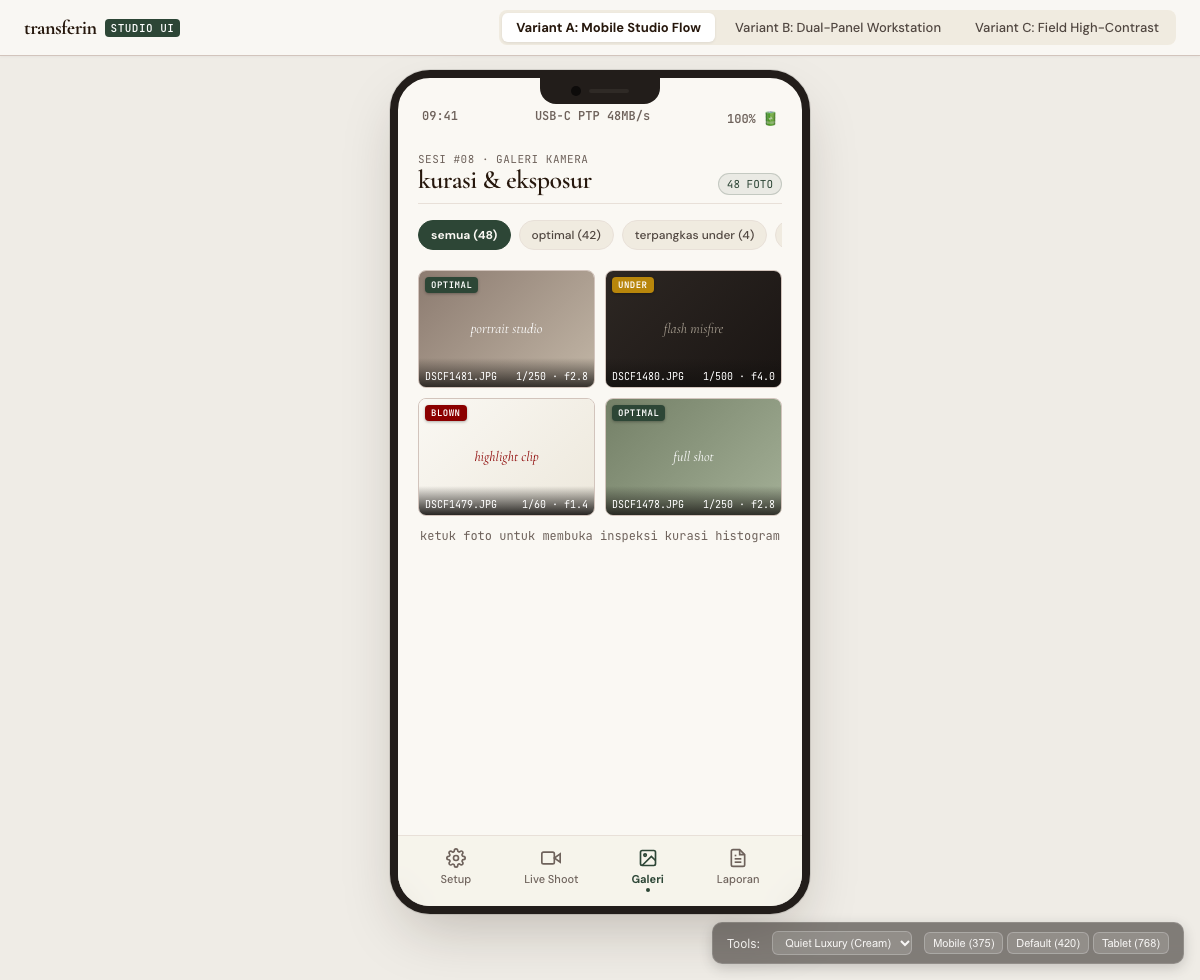 transferin STUDIO UI
Variant A: Mobile Studio Flow Variant B: Dual-Panel Workstation Variant C: Field High-Contrast
09:41 USB-C PTP 48MB/s 100%
SESI #08 · GALERI KAMERA
kurasi & eksposur
48 FOTO
semua (48) optimal (42) terpangkas under (4)
OPTIMAL
portrait studio
DSCF1481.JPG 1/250 · f2.8
UNDER
flash misfire
DSCF1480.JPG 1/500 · f4.0
BLOWN
highlight clip
DSCF1479.JPG 1/60 · f1.4
OPTIMAL
full shot
DSCF1478.JPG 1/250 · f2.8
ketuk foto untuk membuka inspeksi kurasi histogram
Setup Live Shoot Galeri Laporan
Tools: Quiet Luxury (Cream) Mobile (375) Default (420) Tablet (768)